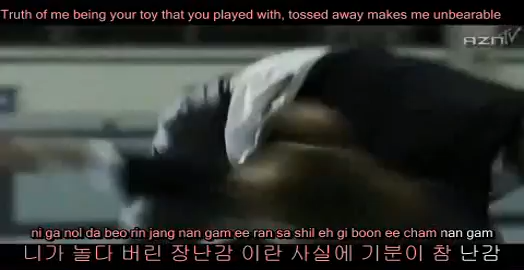 Truth of me being your toy that you played with, tossed away makes me unbearable
AZN TV
ni ga nol da beo rin jang nan gam ee ran sa shil eh gi boon ee cham nan gam
니가 놀다 버린 장난감 이란 사실에 기분이 참 난감